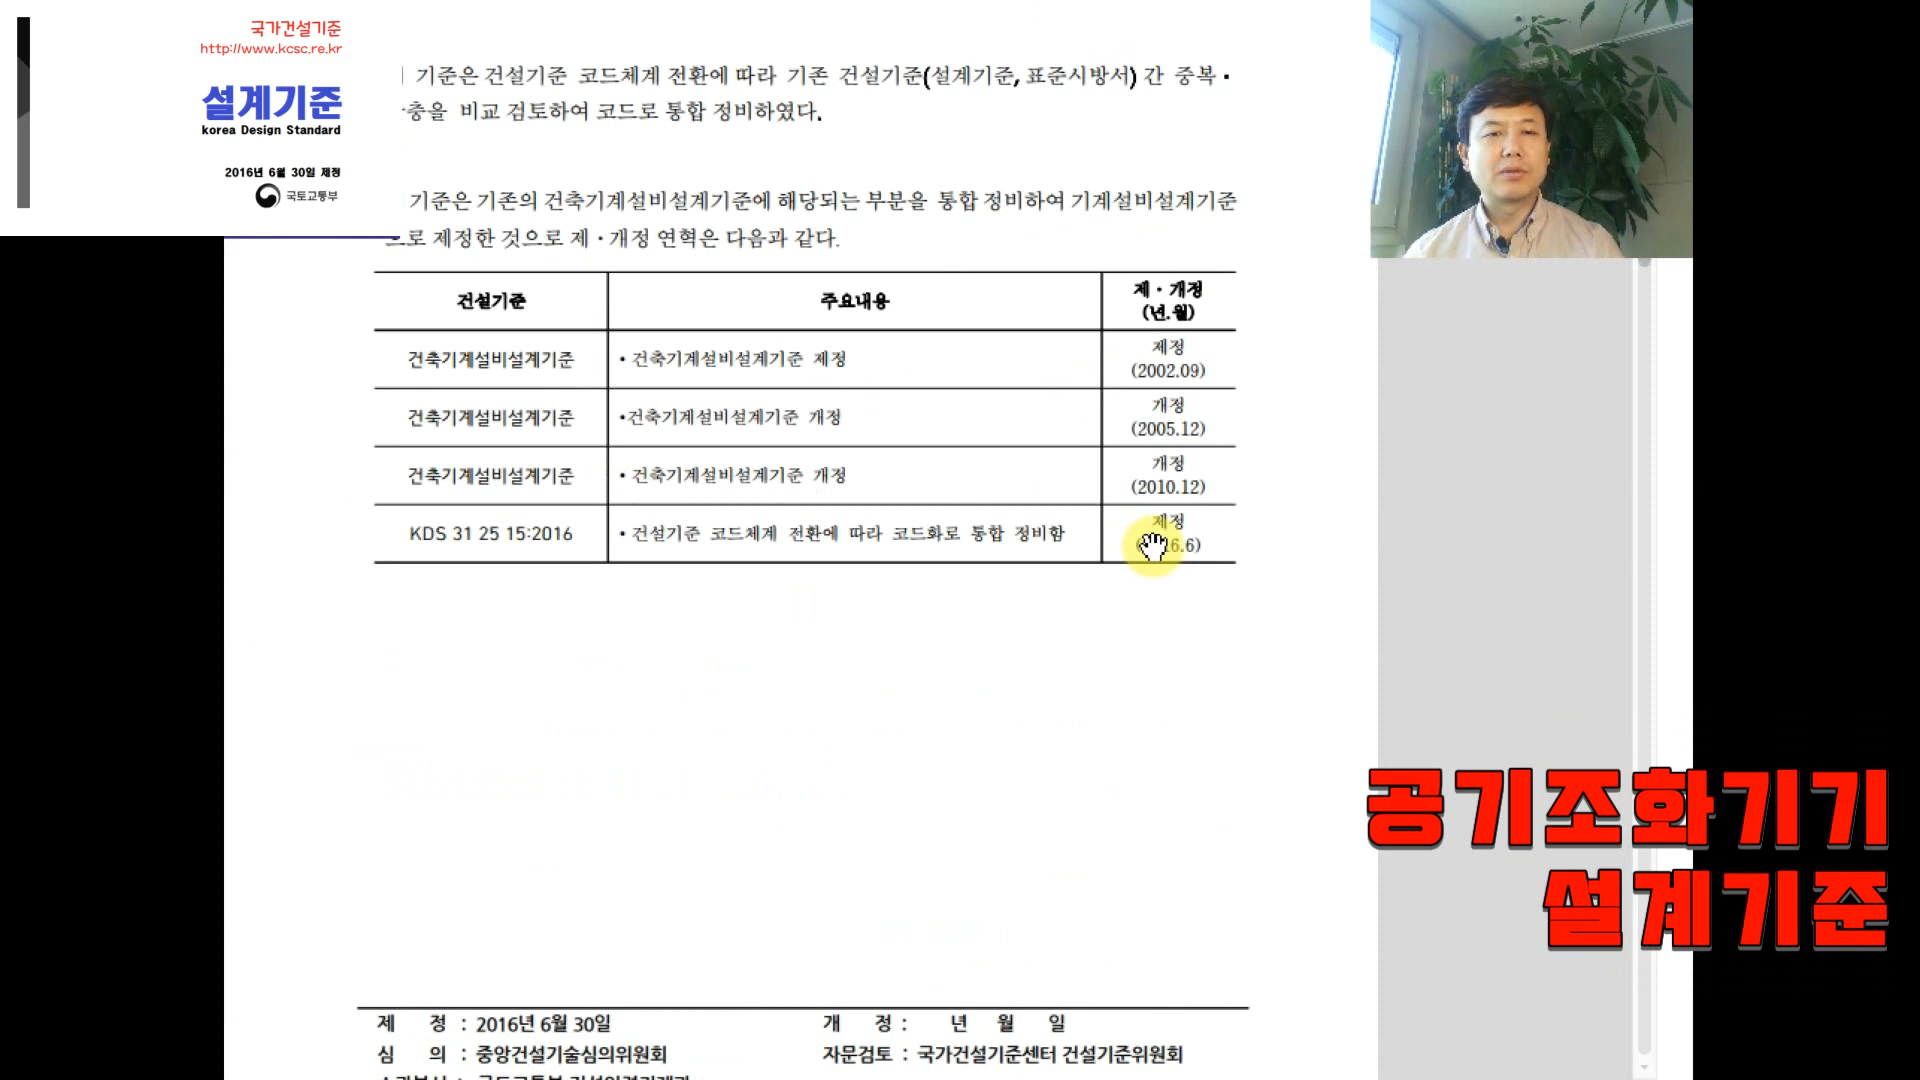 국가건설기준
http://www.kcsc.re.kr
설계기준
korea Design Standard
2016년 6월 30일 제정
국토교통부
기준은 건설기준 코드체계 전환에 따라 기존 건설기준(설계기준, 표준시방서) 간 중복·
충을 비교 검토하여 코드로 통합 정비하였다.
기준은 기존의 건축기계설비설계기준에 해당되는 부분을 통합 정비하여 기계설비설계기준
으로 제정한 것으로 제·개정 연혁은 다음과 같다.
건설기준 주요내용 제·개정
(년.월)
건축기계설비설계기준 • 건축기계설비설계기준 제정 제정
(2002.09)
건축기계설비설계기준 •건축기계설비설계기준 개정 개정
(2005.12)
건축기계설비설계기준 • 건축기계설비설계기준 개정 개정
(2010.12)
KDS 31 25 15:2016 • 건설기준 코드체계 전환에 따라 코드화로 통합 정비함 제정
6.6)
공기조화기기
설계기준
제 정 : 2016년 6월 30일 개 정 : 년 월 일
심 의 : 중앙건설기술심의위원회 자문검토 : 국가건설기준센터 건설기준위원회